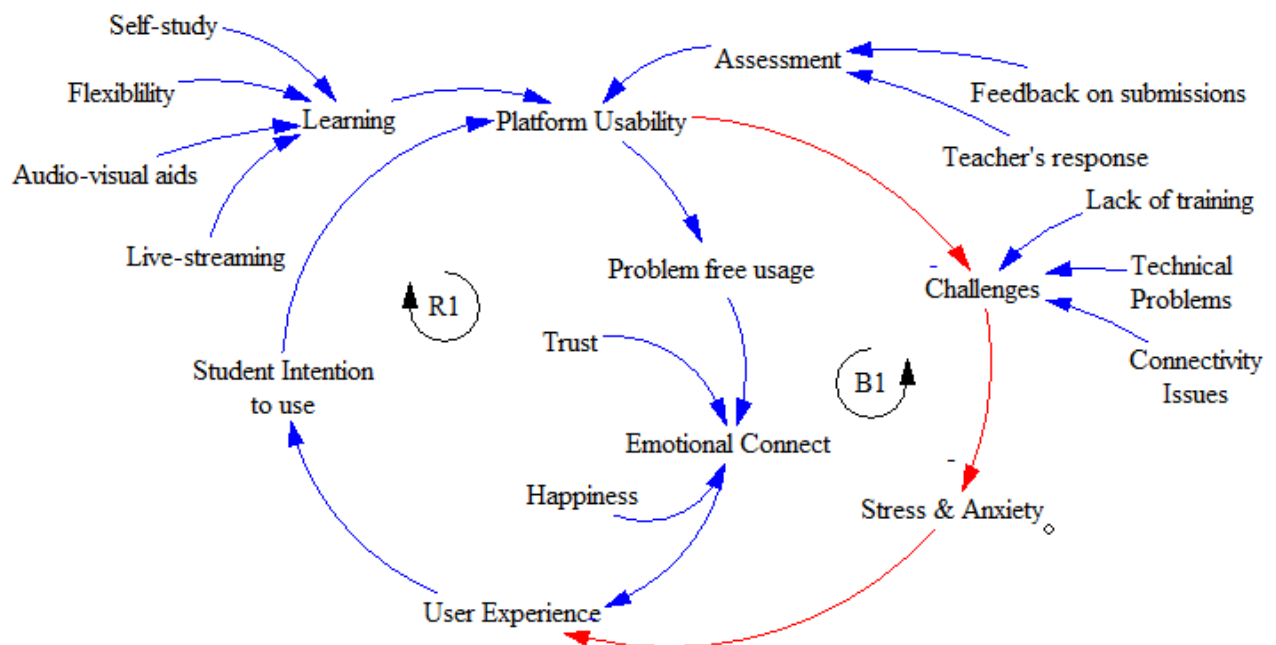 Self-study
Flexiblility
Learning
Audio-visual aids
Live-streaming
Platform Usability
Assessment
Feedback on submissions
Teacher's response
Lack of training
Technical
Problems
-
Challenges
Connectivity
Issues
Problem free usage
R1
Trust
B1
Student Intention
to use
Emotional Connect
-
Happiness
Stress & Anxiety
User Experience
-